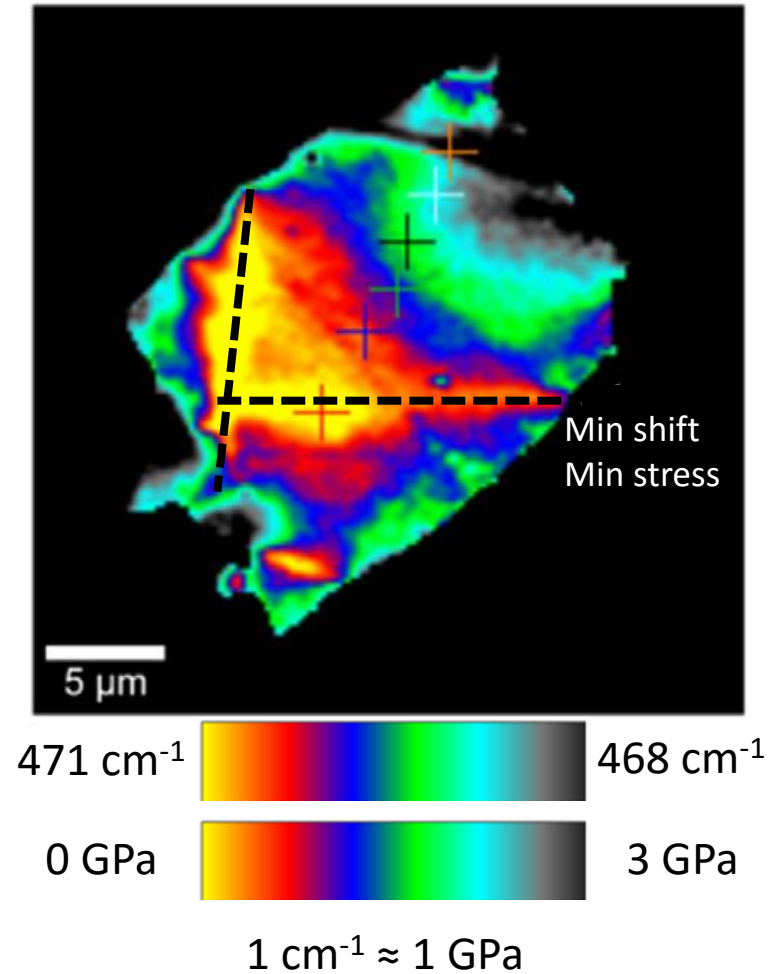 Min shift
Min stress
5 μm
471 cm⁻¹ 468 cm⁻¹
0 GPa 3 GPa
1 cm⁻¹ ≈ 1 GPa